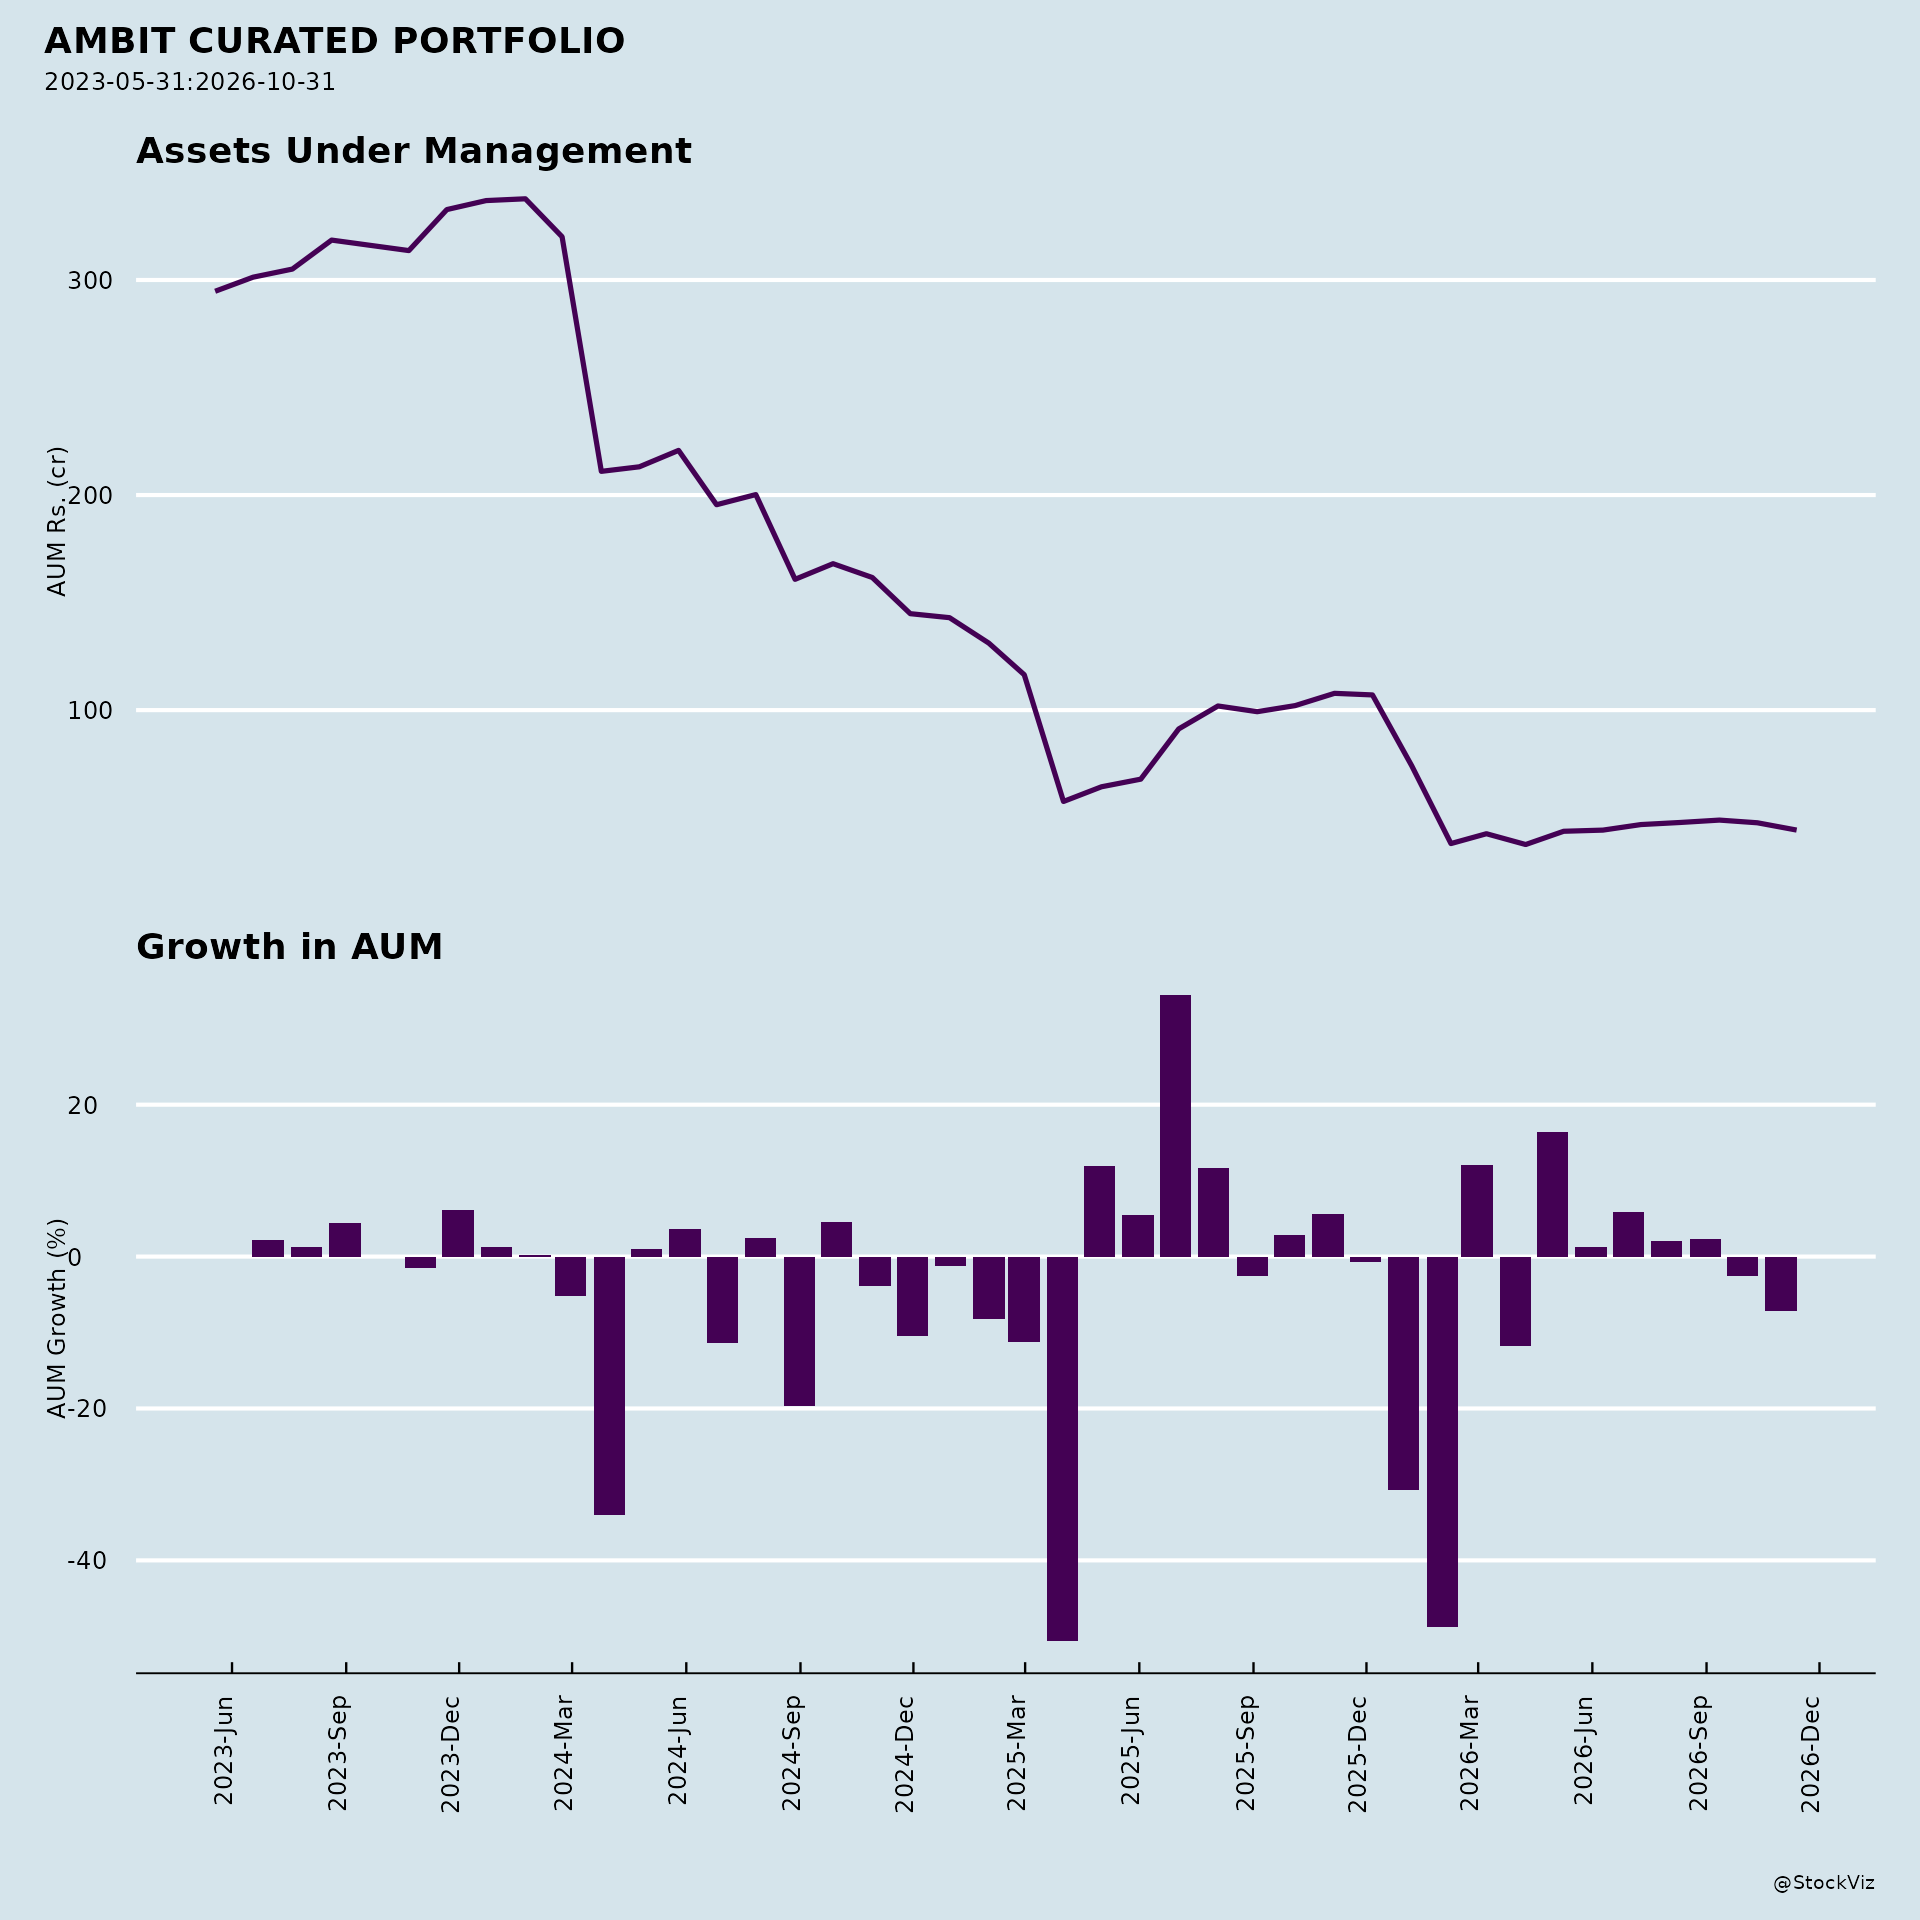 AMBIT CURATED PORTFOLIO
2023-05-31:2026-10-31
Assets Under Management
AUM Rs. (cr)
300
200
100
Growth in AUM
AUM Growth (%)
20
0
-20
-40
2023-Jun
2023-Sep
2023-Dec
2024-Mar
2024-Jun
2024-Sep
2024-Dec
2025-Mar
2025-Jun
2025-Sep
2025-Dec
2026-Mar
2026-Jun
2026-Sep
2026-Dec
@StockViz